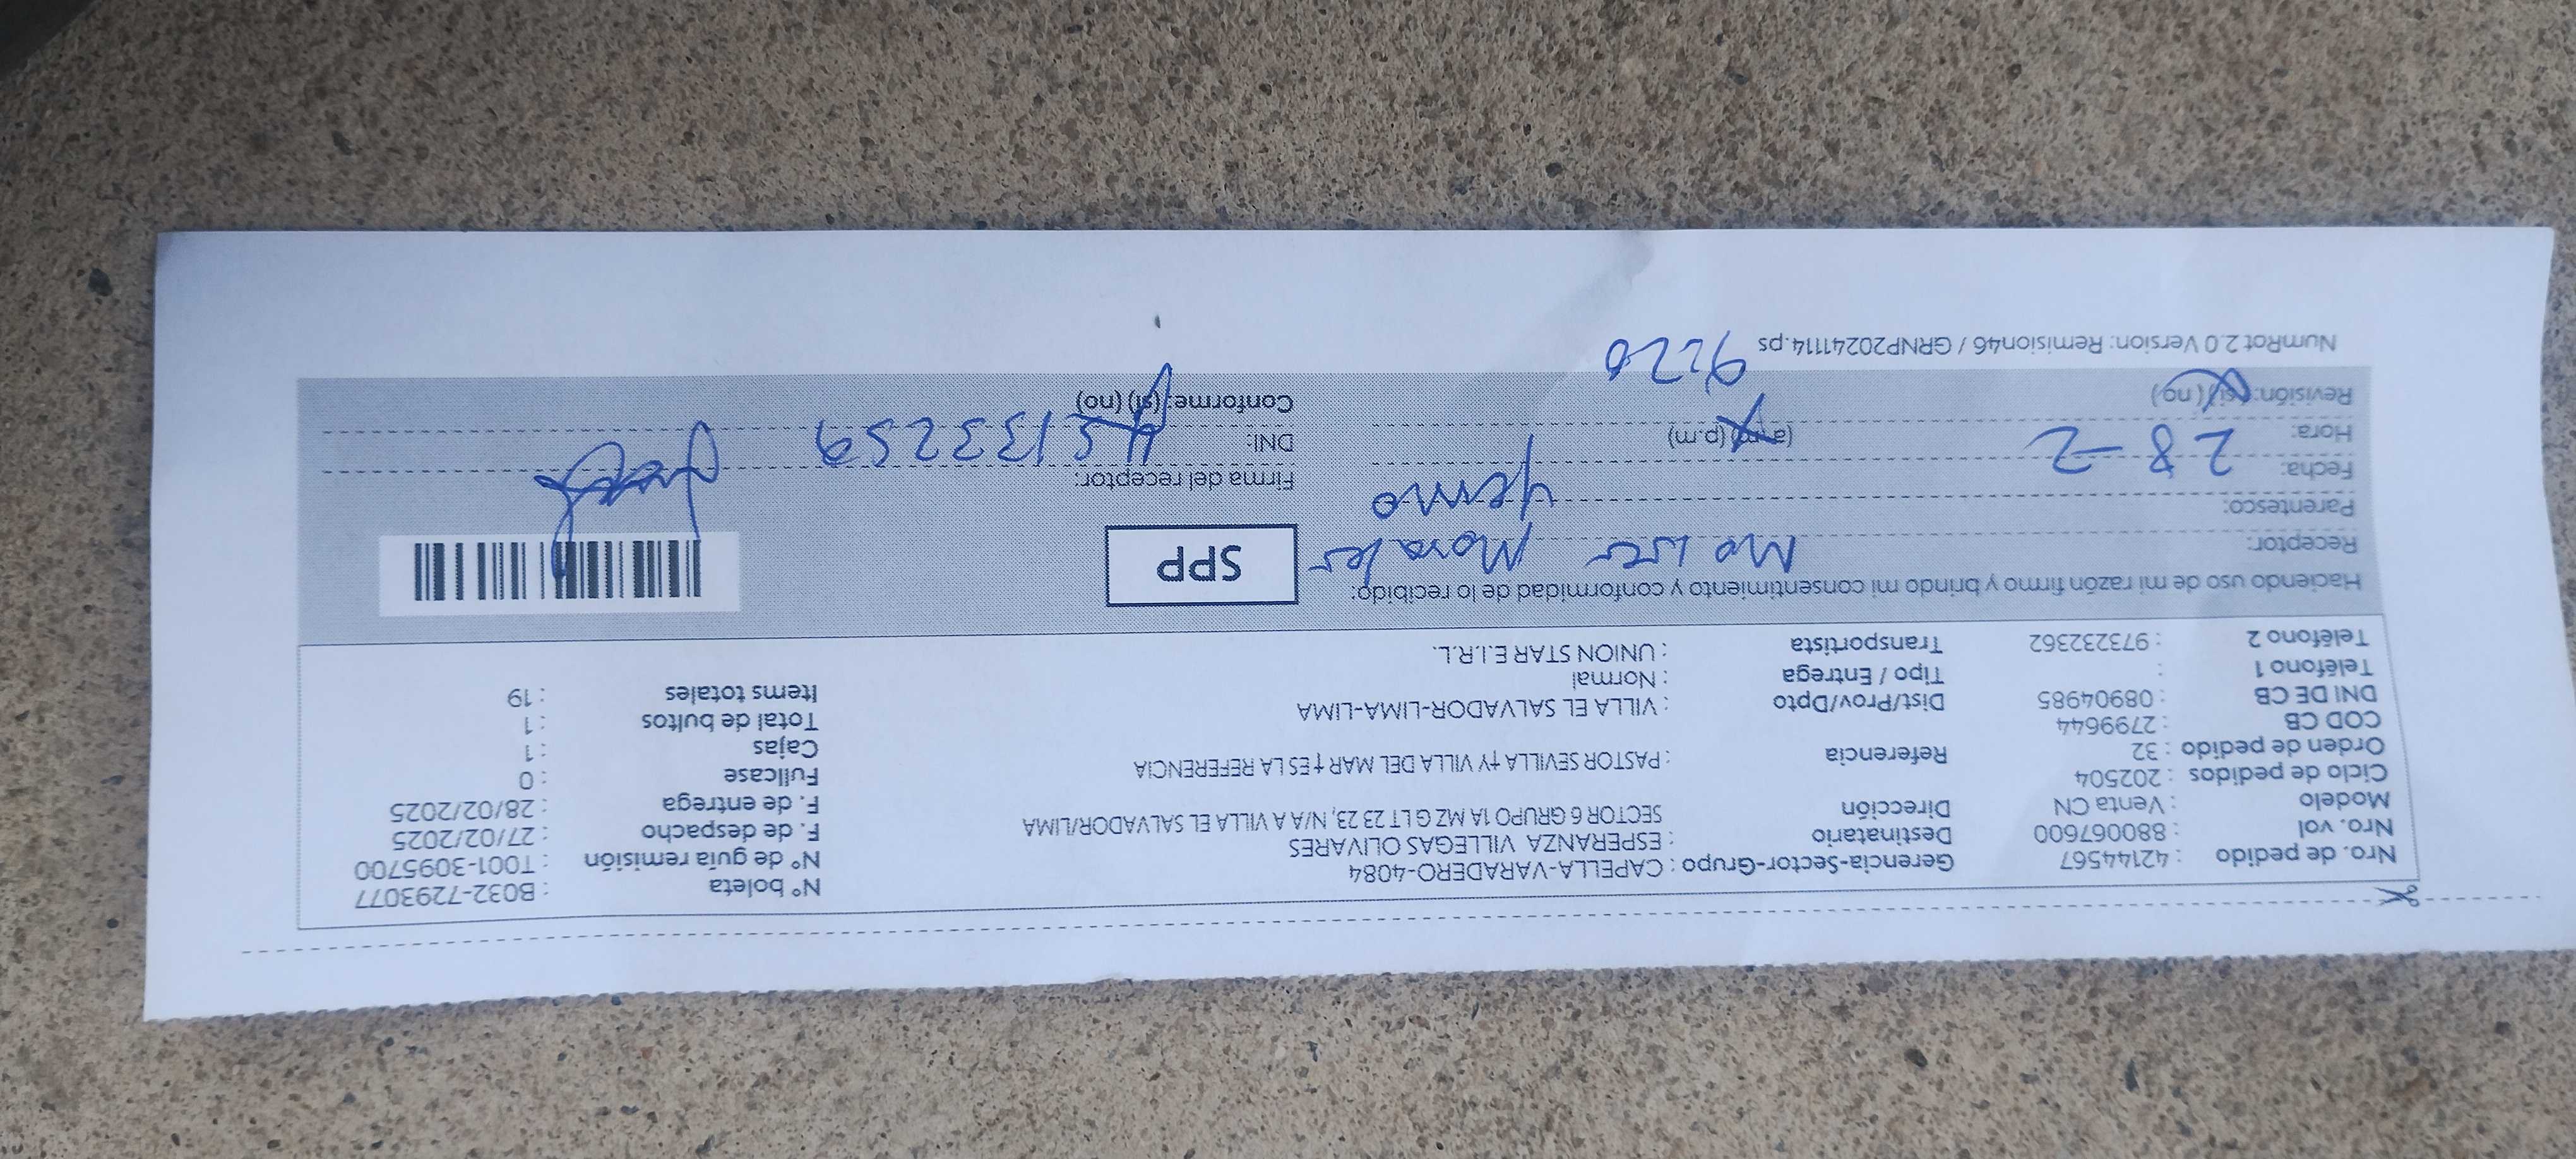 Nro. de pedido : 42144567 Gerencia-Sector-Grupo : CAPELLA-VARADERO-4084 N° boleta : B032-7293077
Nro. vol : 880067600 Destinatario : ESPERANZA VILLEGAS OLIVARES N° de guía remisión : T001-3095700
Modelo : Venta CN Dirección SECTOR 6 GRUPO 1A MZ G LT 23 23, N/A A VILLA EL SALVADOR/LIMA F. de despacho : 27/02/2025
Ciclo de pedidos : 202504 F. de entrega : 28/02/2025
Orden de pedido : 32 Referencia : PASTOR SEVILLA †Y VILLA DEL MAR † ES LA REFERENCIA Fullcase : 0
COD CB : 2799644 Cajas : 1
DNI DE CB : 08904985 Dist/Prov/Dpto : VILLA EL SALVADOR-LIMA-LIMA Total de bultos : 1
Teléfono 1 : Tipo / Entrega : Normal Items totales : 19
Teléfono 2 : 973232362 Transportista : UNION STAR E.I.R.L.
Haciendo uso de mi razón firmo y brindo mi consentimiento y conformidad de lo recibido:
SPP
Receptor: Morales
Parentesco: Yerno
Fecha: 28-2 Firma del receptor:
Hora: (a.m) (p.m) DNI: 45133259
Revisión: (si) (no) 9:20 Conforme: (si) (no)
NumRot 2.0 Version: Remision46 / GRNP20241114.ps